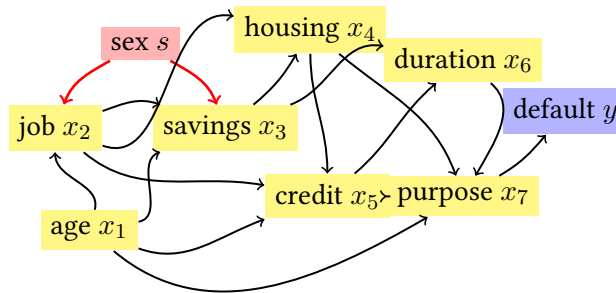 housing x₄
sex s
duration x₆
default y
job x₂
savings x₃
credit x₅
purpose x₇
age x₁